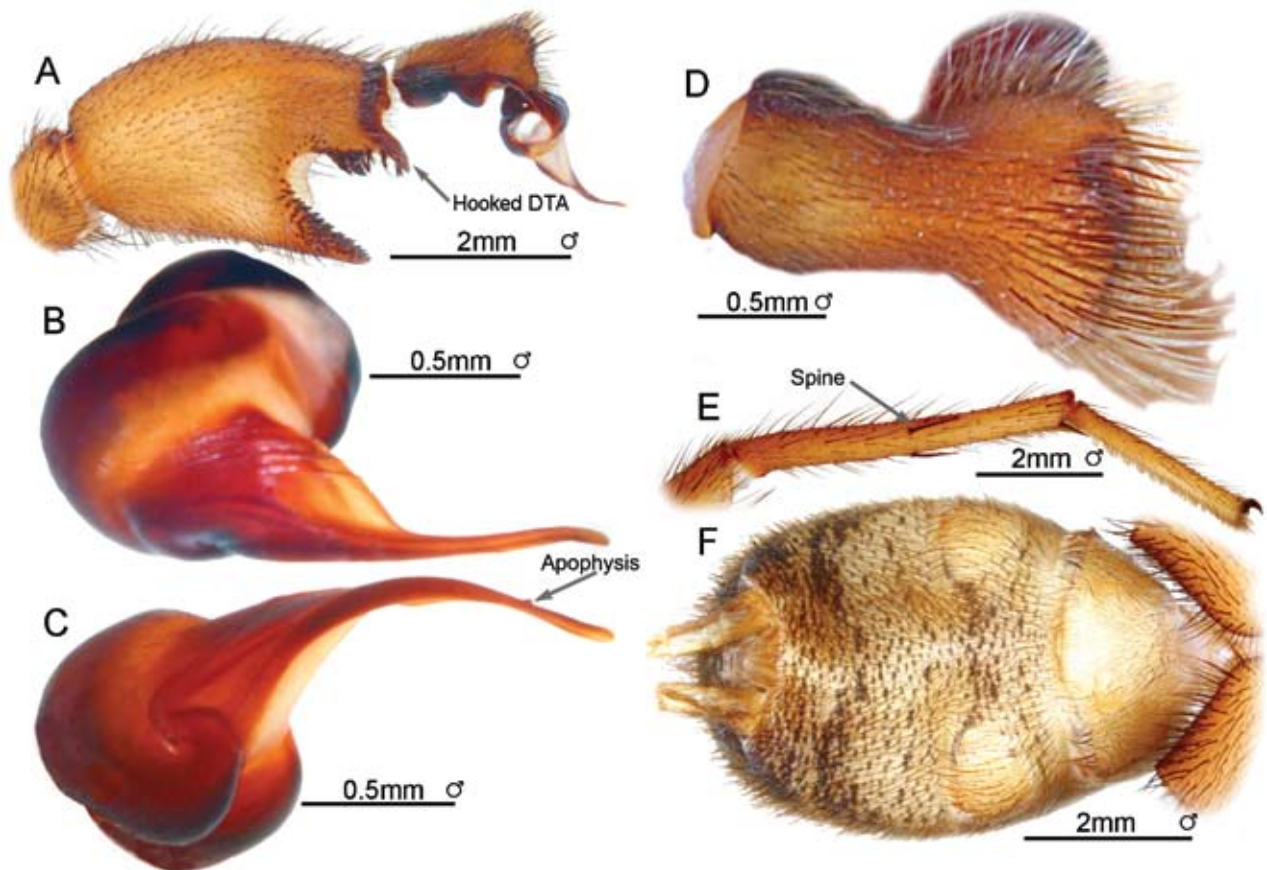 A
Hooked DTA
2mm ♂
B
0.5mm ♂
Apophysis
C
0.5mm ♂
D
0.5mm ♂
Spine
E
2mm ♂
F
2mm ♂